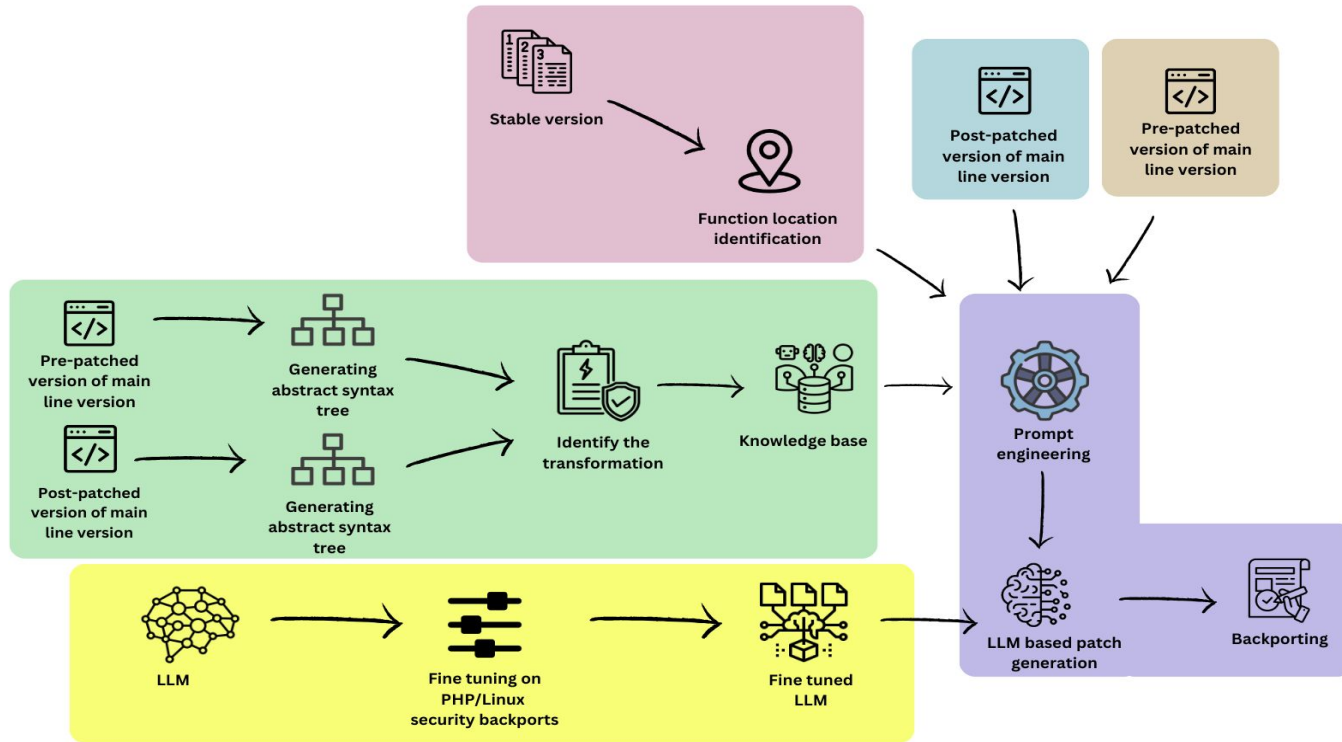 1
2
3
Stable version
Function location
identification
</>
Post-patched
version of main
line version
</>
Pre-patched
version of main
line version
</>
Pre-patched
version of main
line version
Generating
abstract syntax
tree
</>
Post-patched
version of main
line version
Generating
abstract syntax
tree
Identify the
transformation
Knowledge base
Prompt
engineering
LLM
Fine tuning on
PHP/Linux
security backports
Fine tuned
LLM
LLM based patch
generation
Backporting